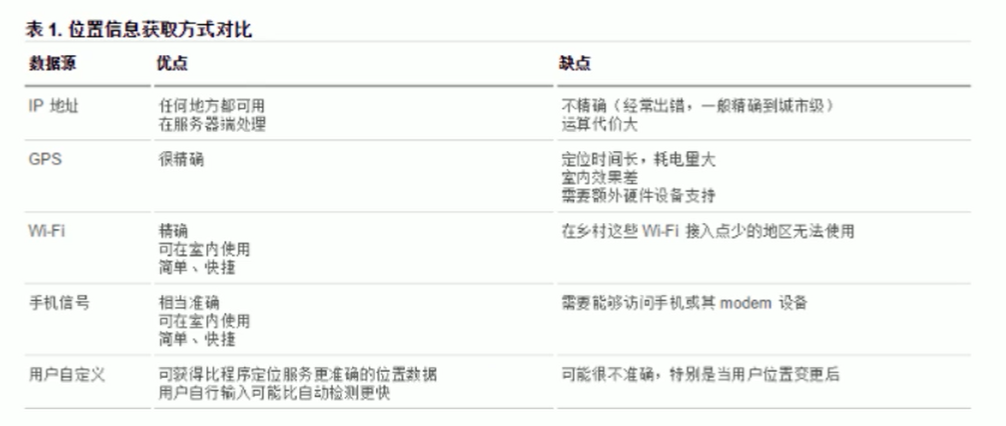 表 1. 位置信息获取方式对比
数据源 优点 缺点
IP 地址 任何地方都可用 不精确（经常出错，一般精确到城市级）
在服务器端处理 运算代价大
GPS 很精确 定位时间长，耗电量大
室内效果差
需要额外硬件设备支持
Wi-Fi 精确 在乡村这些 Wi-Fi 接入点少的地区无法使用
可在室内使用
简单、快捷
手机信号 相当准确 需要能够访问手机或其 modem 设备
可在室内使用
简单、快捷
用户自定义 可获得比程序定位服务更准确的位置数据 可能很不准确，特别是当用户位置变更后
用户自行输入可能比自动检测更快